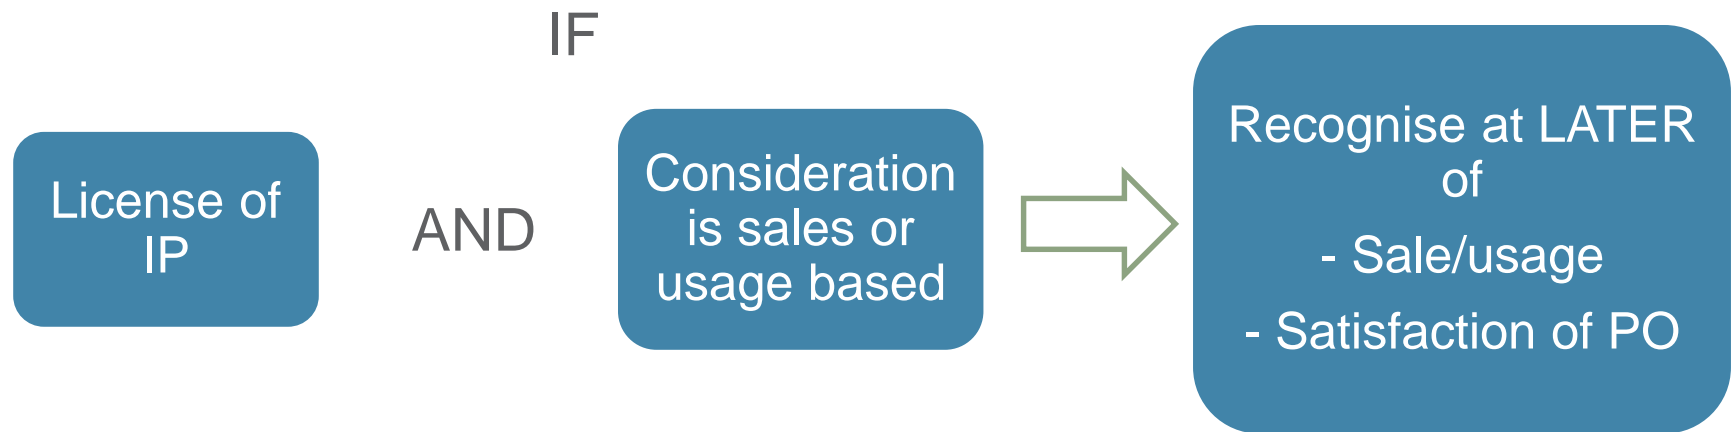 IF
License of
IP
AND
Consideration
is sales or
usage based
Recognise at LATER
of
- Sale/usage
- Satisfaction of PO